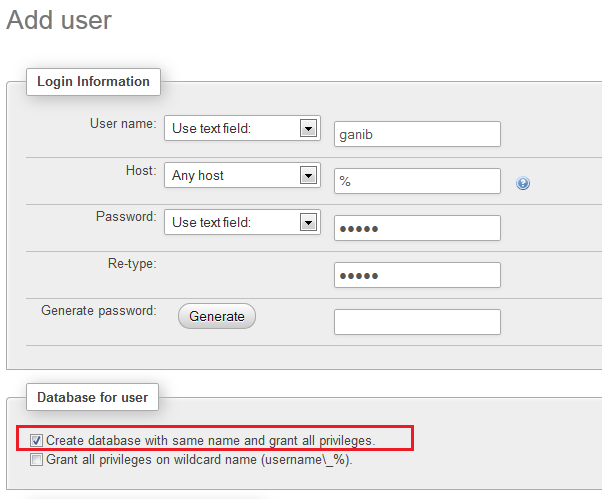 Add user
Login Information
User name: Use text field: ganib
Host: Any host %
Password: Use text field: •••••
Re-type: •••••
Generate password: Generate
Database for user
Create database with same name and grant all privileges.
Grant all privileges on wildcard name (username\_%).